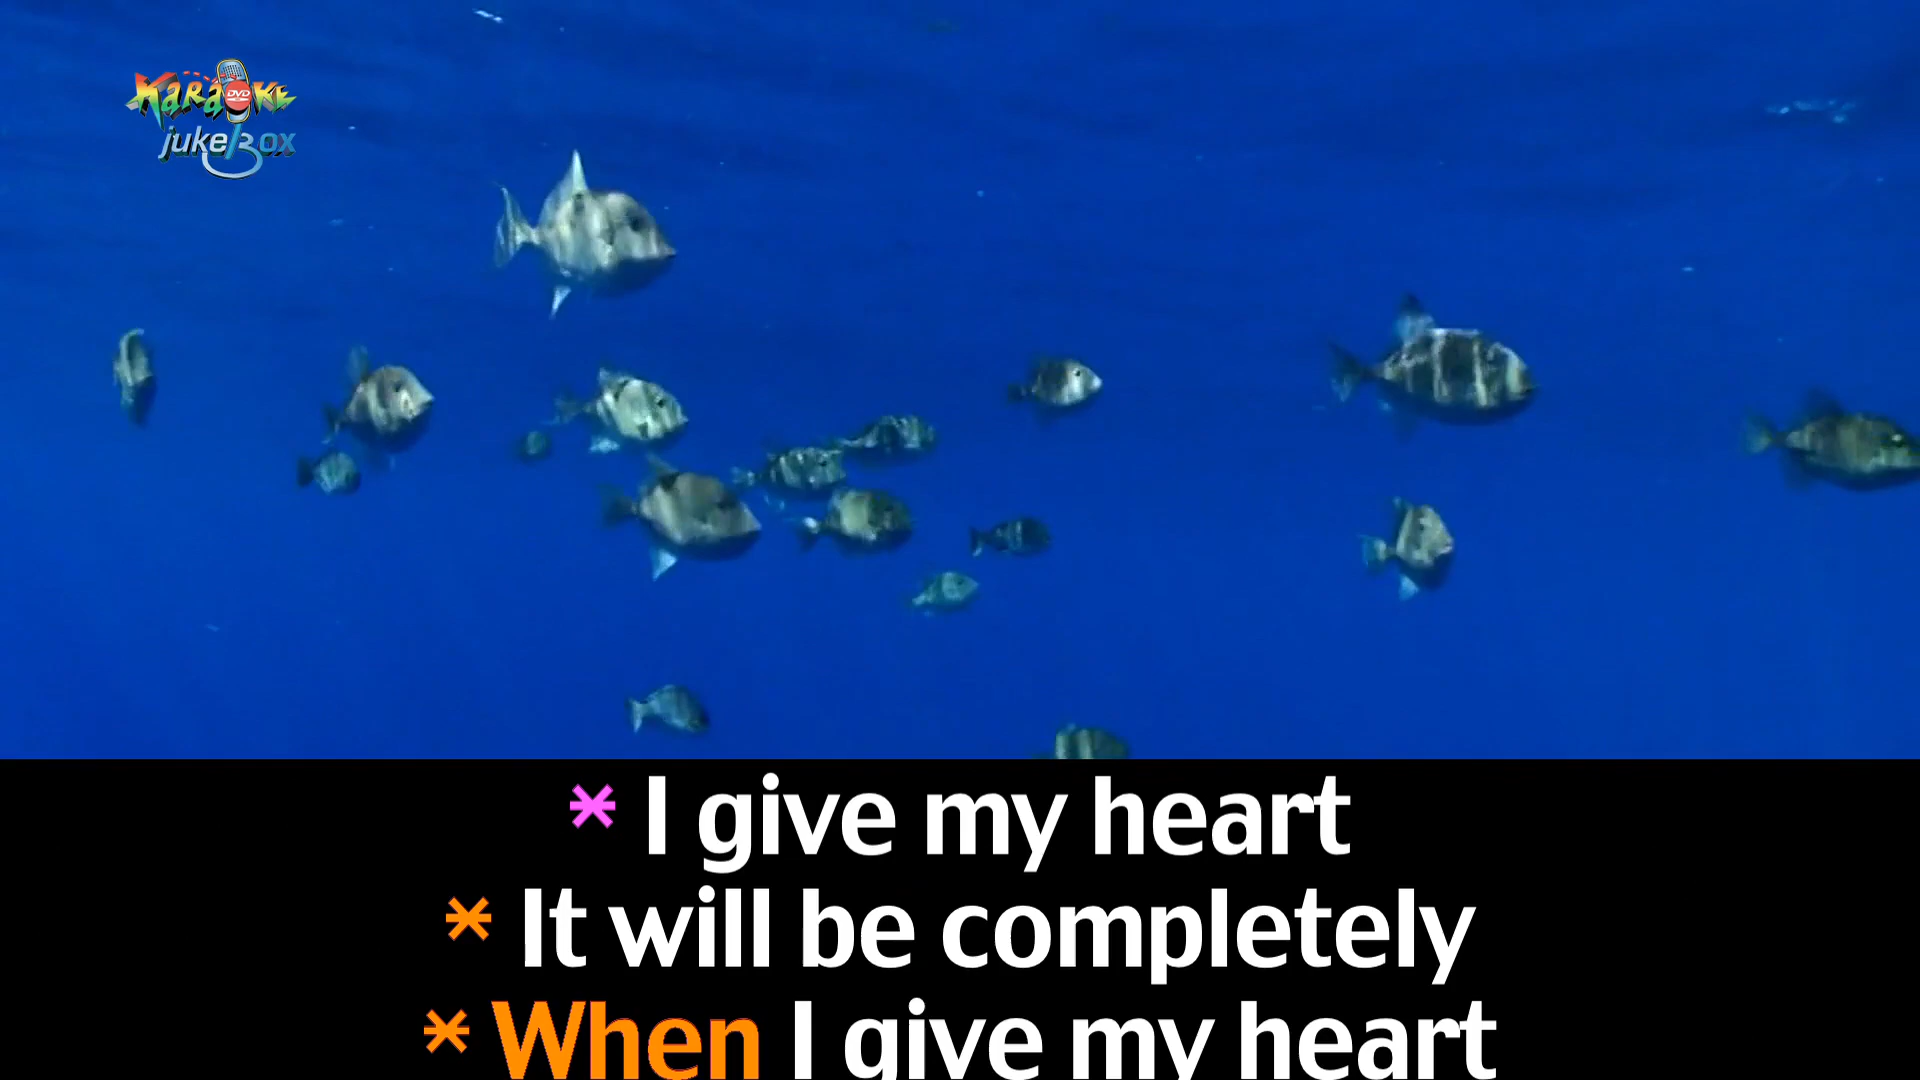 KaRaOKE
DVD
jukeBox
* I give my heart
* It will be completely
* When I give my heart